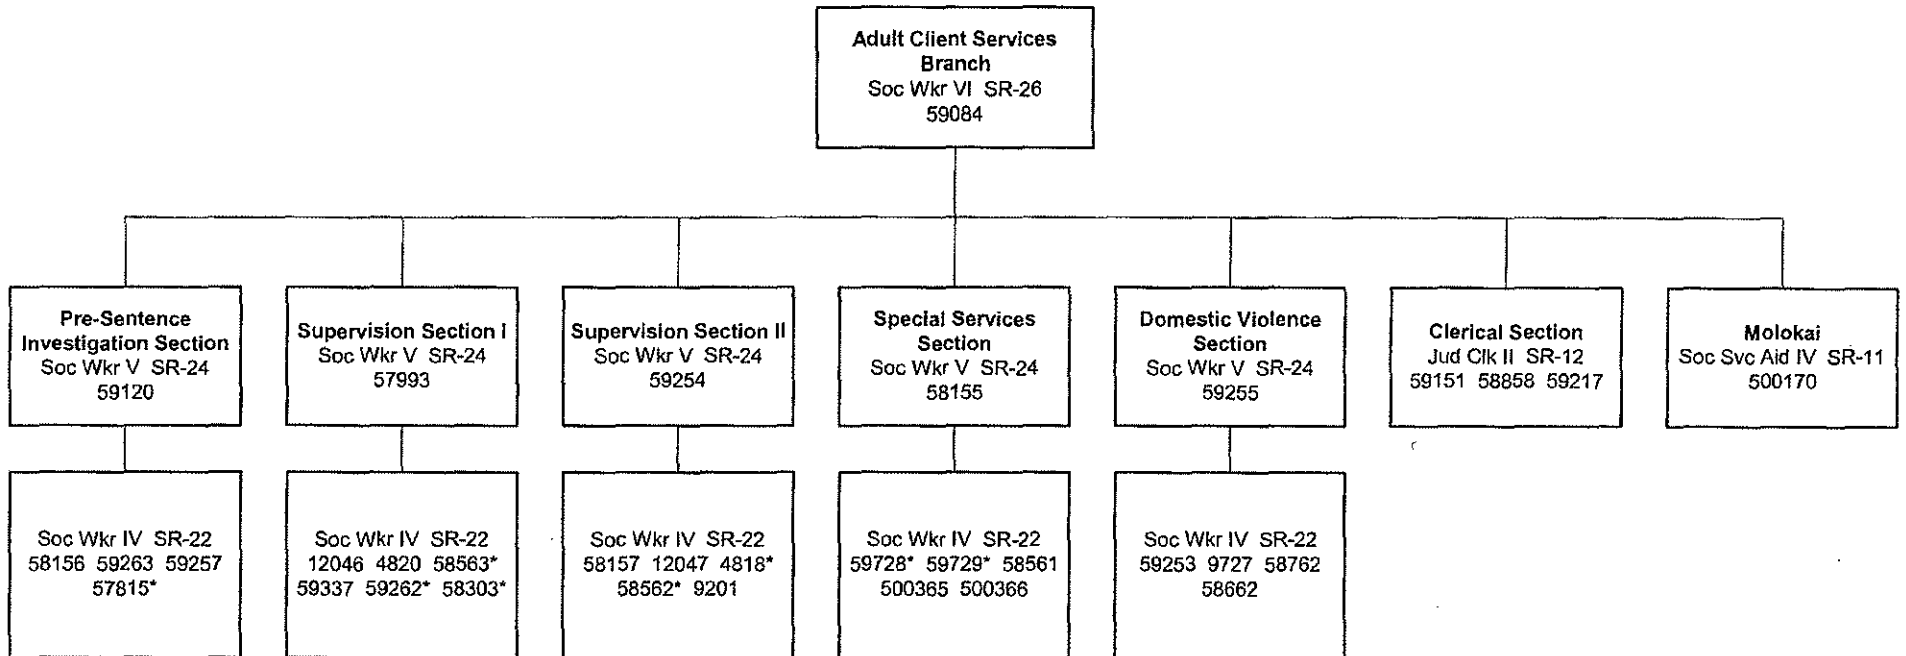 Adult Client Services
Branch
Soc Wkr VI SR-26
59084
Pre-Sentence
Investigation Section
Soc Wkr V SR-24
59120
Supervision Section I
Soc Wkr V SR-24
57993
Supervision Section II
Soc Wkr V SR-24
59254
Special Services
Section
Soc Wkr V SR-24
58155
Domestic Violence
Section
Soc Wkr V SR-24
59255
Clerical Section
Jud Clk II SR-12
59151 58858 59217
Molokai
Soc Svc Aid IV SR-11
500170
Soc Wkr IV SR-22
58156 59263 59257
57815*
Soc Wkr IV SR-22
12046 4820 58563*
59337 59262* 58303*
Soc Wkr IV SR-22
58157 12047 4818*
58562* 9201
Soc Wkr IV SR-22
59728* 59729* 58561
500365 500366
Soc Wkr IV SR-22
59253 9727 58762
58662